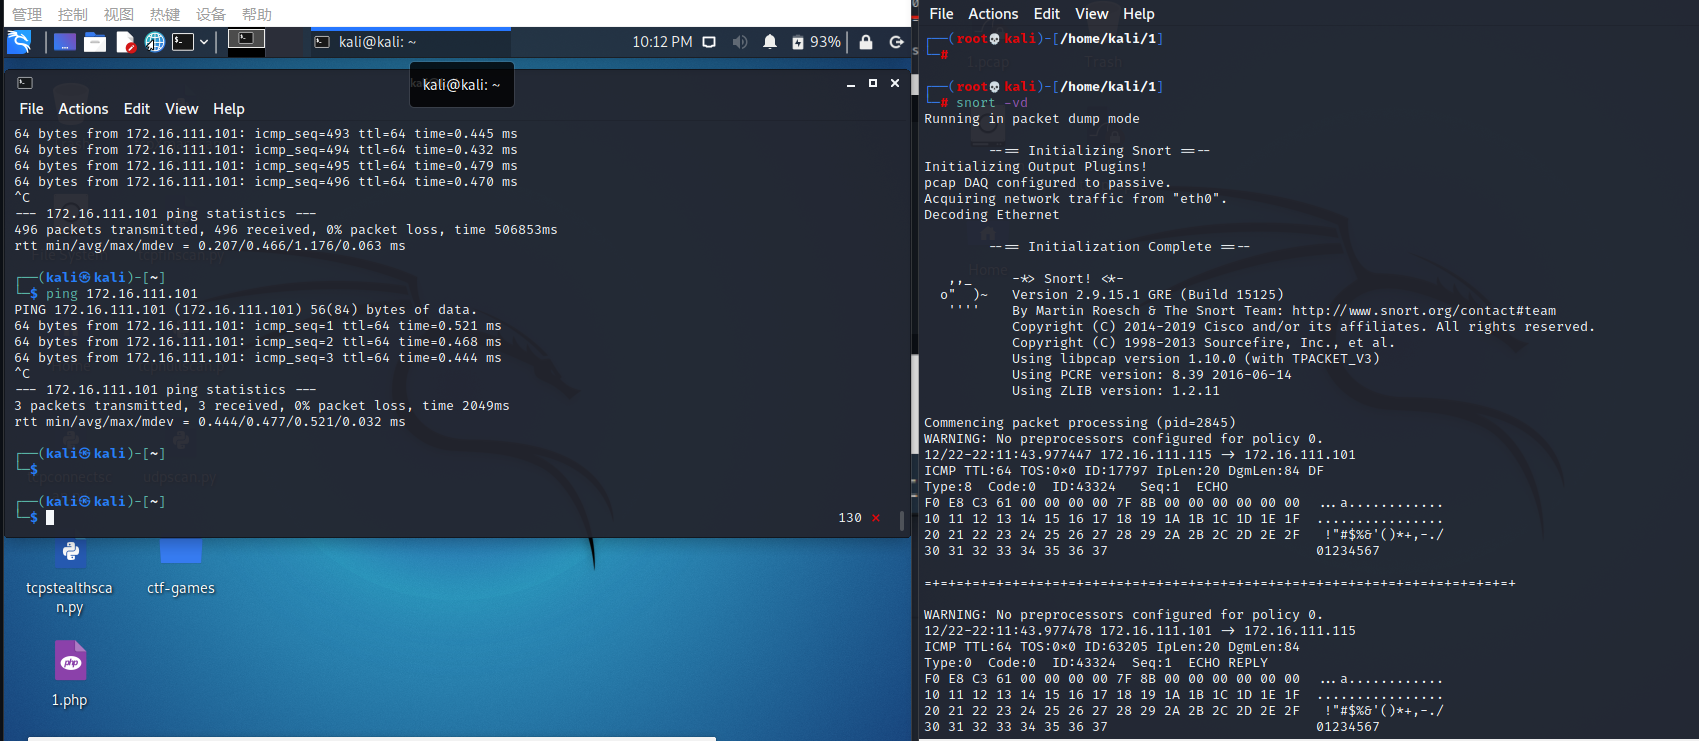 管理 控制 视图 热键 设备 帮助
kali@kali: ~
10:12 PM
93%
kali@kali: ~
File Actions Edit View Help
64 bytes from 172.16.111.101: icmp_seq=493 ttl=64 time=0.445 ms
64 bytes from 172.16.111.101: icmp_seq=494 ttl=64 time=0.432 ms
64 bytes from 172.16.111.101: icmp_seq=495 ttl=64 time=0.479 ms
64 bytes from 172.16.111.101: icmp_seq=496 ttl=64 time=0.470 ms
^C
--- 172.16.111.101 ping statistics ---
496 packets transmitted, 496 received, 0% packet loss, time 506853ms
rtt min/avg/max/mdev = 0.207/0.466/1.176/0.063 ms
┌──(kali㉿kali)-[~]
└─$ ping 172.16.111.101
PING 172.16.111.101 (172.16.111.101) 56(84) bytes of data.
64 bytes from 172.16.111.101: icmp_seq=1 ttl=64 time=0.521 ms
64 bytes from 172.16.111.101: icmp_seq=2 ttl=64 time=0.468 ms
64 bytes from 172.16.111.101: icmp_seq=3 ttl=64 time=0.444 ms
^C
--- 172.16.111.101 ping statistics ---
3 packets transmitted, 3 received, 0% packet loss, time 2049ms
rtt min/avg/max/mdev = 0.444/0.477/0.521/0.032 ms
┌──(kali㉿kali)-[~]
└─$
┌──(kali㉿kali)-[~]
└─$
130 ×
tcpstealthsca
n.py
ctf-games
php
1.php
File Actions Edit View Help
┌──(root💀kali)-[/home/kali/1]
└─#
┌──(root💀kali)-[/home/kali/1]
└─# snort -vd
Running in packet dump mode
--== Initializing Snort ==--
Initializing Output Plugins!
pcap DAQ configured to passive.
Acquiring network traffic from "eth0".
Decoding Ethernet
--== Initialization Complete ==--
,,_ -*> Snort! <*-
o" )~ Version 2.9.15.1 GRE (Build 15125)
'''' By Martin Roesch & The Snort Team: http://www.snort.org/contact#team
Copyright (C) 2014-2019 Cisco and/or its affiliates. All rights reserved.
Copyright (C) 1998-2013 Sourcefire, Inc., et al.
Using libpcap version 1.10.0 (with TPACKET_V3)
Using PCRE version: 8.39 2016-06-14
Using ZLIB version: 1.2.11
Commencing packet processing (pid=2845)
WARNING: No preprocessors configured for policy 0.
12/22-22:11:43.977447 172.16.111.115 -> 172.16.111.101
ICMP TTL:64 TOS:0x0 ID:17797 IpLen:20 DgmLen:84 DF
Type:8 Code:0 ID:43324 Seq:1 ECHO
F0 E8 C3 61 00 00 00 00 7F 8B 00 00 00 00 00 00 ...a............
10 11 12 13 14 15 16 17 18 19 1A 1B 1C 1D 1E 1F ................
20 21 22 23 24 25 26 27 28 29 2A 2B 2C 2D 2E 2F !"#$%&'()*+,-./
30 31 32 33 34 35 36 37 01234567
=+=+=+=+=+=+=+=+=+=+=+=+=+=+=+=+=+=+=+=+=+=+=+=+=+=+=+=+=+=+=+=+=+=+=+=+=+
WARNING: No preprocessors configured for policy 0.
12/22-22:11:43.977478 172.16.111.101 -> 172.16.111.115
ICMP TTL:64 TOS:0x0 ID:63205 IpLen:20 DgmLen:84
Type:0 Code:0 ID:43324 Seq:1 ECHO REPLY
F0 E8 C3 61 00 00 00 00 7F 8B 00 00 00 00 00 00 ...a............
10 11 12 13 14 15 16 17 18 19 1A 1B 1C 1D 1E 1F ................
20 21 22 23 24 25 26 27 28 29 2A 2B 2C 2D 2E 2F !"#$%&'()*+,-./
30 31 32 33 34 35 36 37 01234567